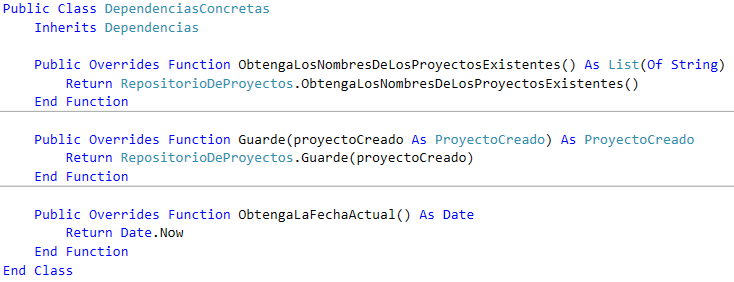 Public Class DependenciasConcretas
    Inherits Dependencias

    Public Overrides Function ObtengaLosNombresDeLosProyectosExistentes() As List(Of String)
        Return RepositorioDeProyectos.ObtengaLosNombresDeLosProyectosExistentes()
    End Function

    Public Overrides Function Guarde(proyectoCreado As ProyectoCreado) As ProyectoCreado
        Return RepositorioDeProyectos.Guarde(proyectoCreado)
    End Function

    Public Overrides Function ObtengaLaFechaActual() As Date
        Return Date.Now
    End Function
End Class